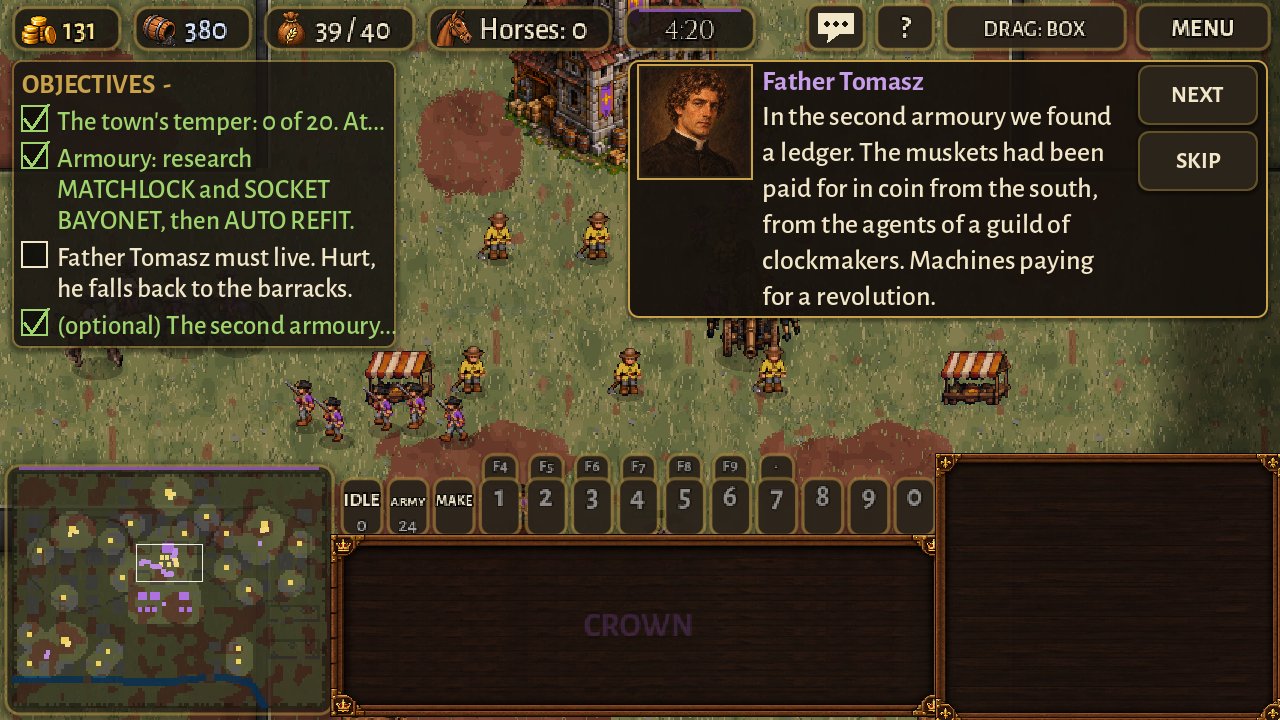 131
380
39 / 40
Horses: 0
4:20
?
DRAG: BOX
MENU
OBJECTIVES -
The town's temper: 0 of 20. At...
Armoury: research
MATCHLOCK and SOCKET
BAYONET, then AUTO REFIT.
Father Tomasz must live. Hurt,
he falls back to the barracks.
(optional) The second armoury...
Father Tomasz
In the second armoury we found
a ledger. The muskets had been
paid for in coin from the south,
from the agents of a guild of
clockmakers. Machines paying
for a revolution.
NEXT
SKIP
F4 F5 F6 F7 F8 F9 .
IDLE ARMY MAKE 1 2 3 4 5 6 7 8 9 0
0 24
CROWN